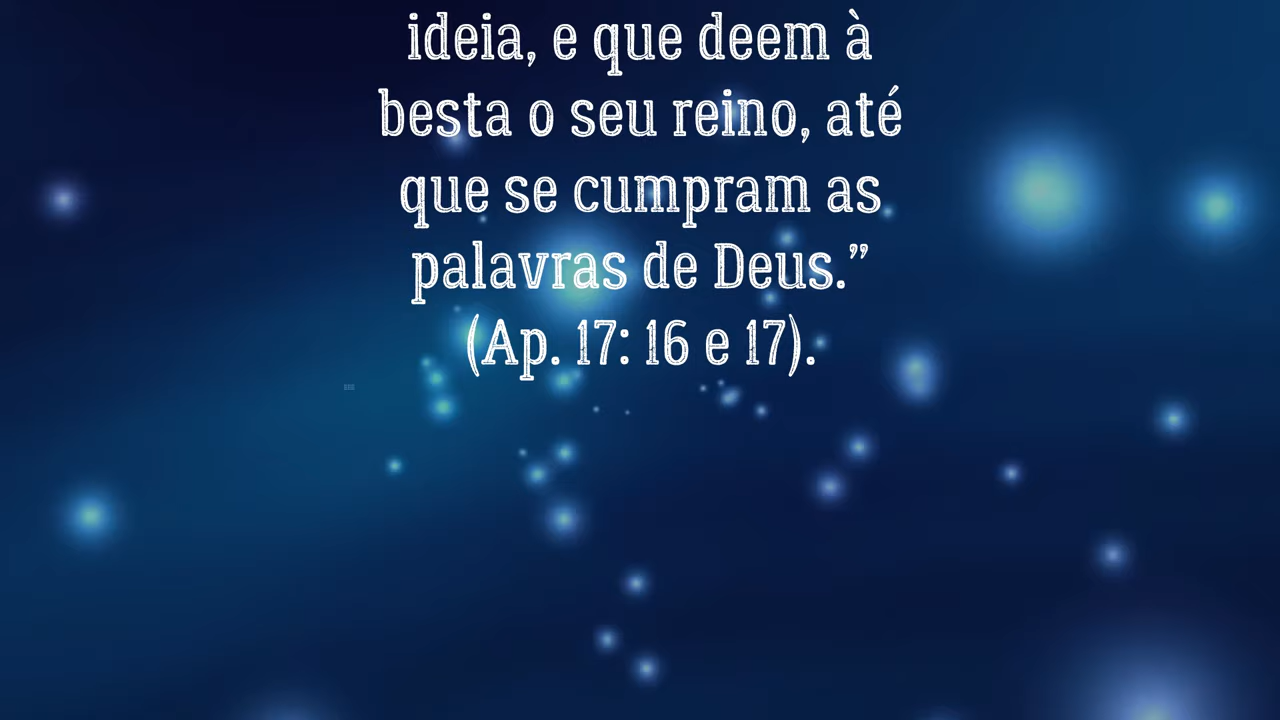 ideia, e que deem à
besta o seu reino, até
que se cumpram as
palavras de Deus.”
(Ap. 17: 16 e 17).